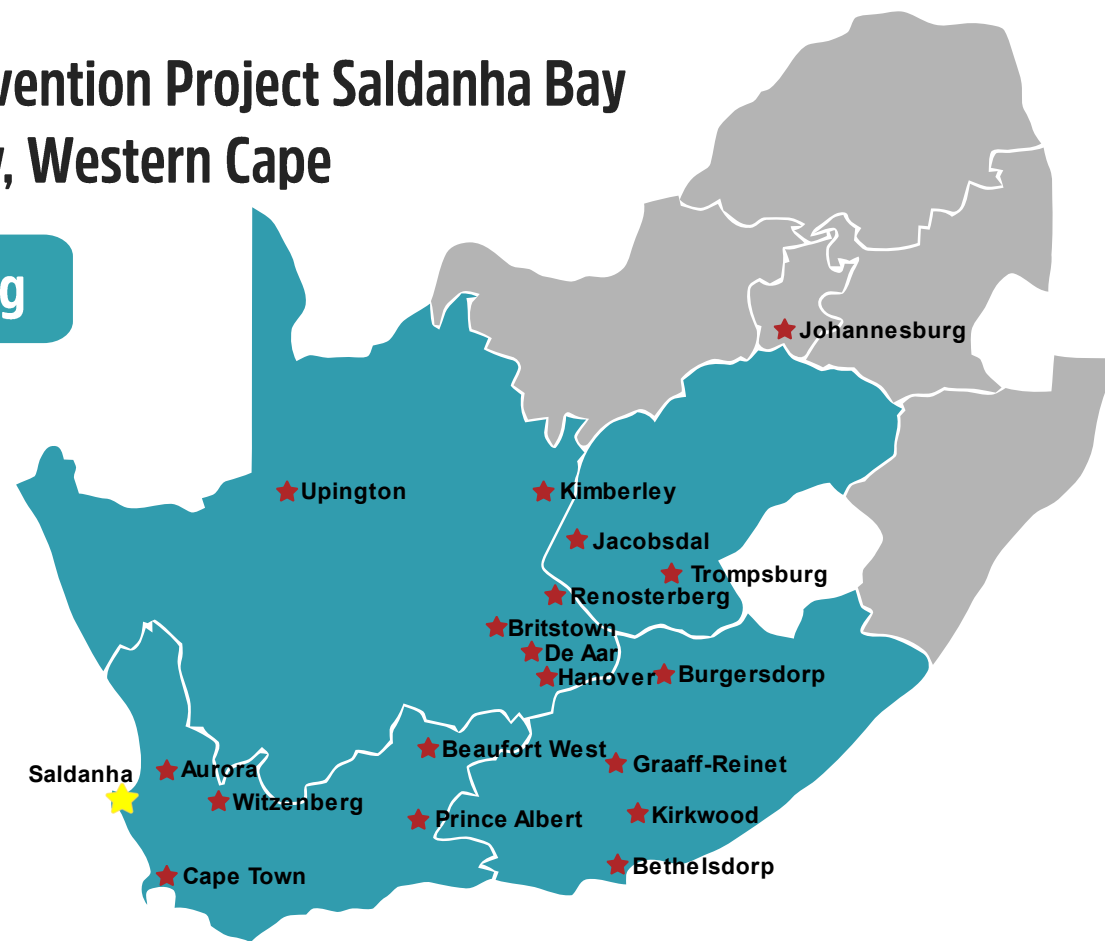 vention Project Saldanha Bay
, Western Cape
g
Johannesburg
Upington
Kimberley
Jacobsdal
Trompsburg
Renosterberg
Britstown
De Aar
Hanover
Burgersdorp
Beaufort West
Graaff-Reinet
Saldanha
Aurora
Witzenberg
Prince Albert
Kirkwood
Bethelsdorp
Cape Town